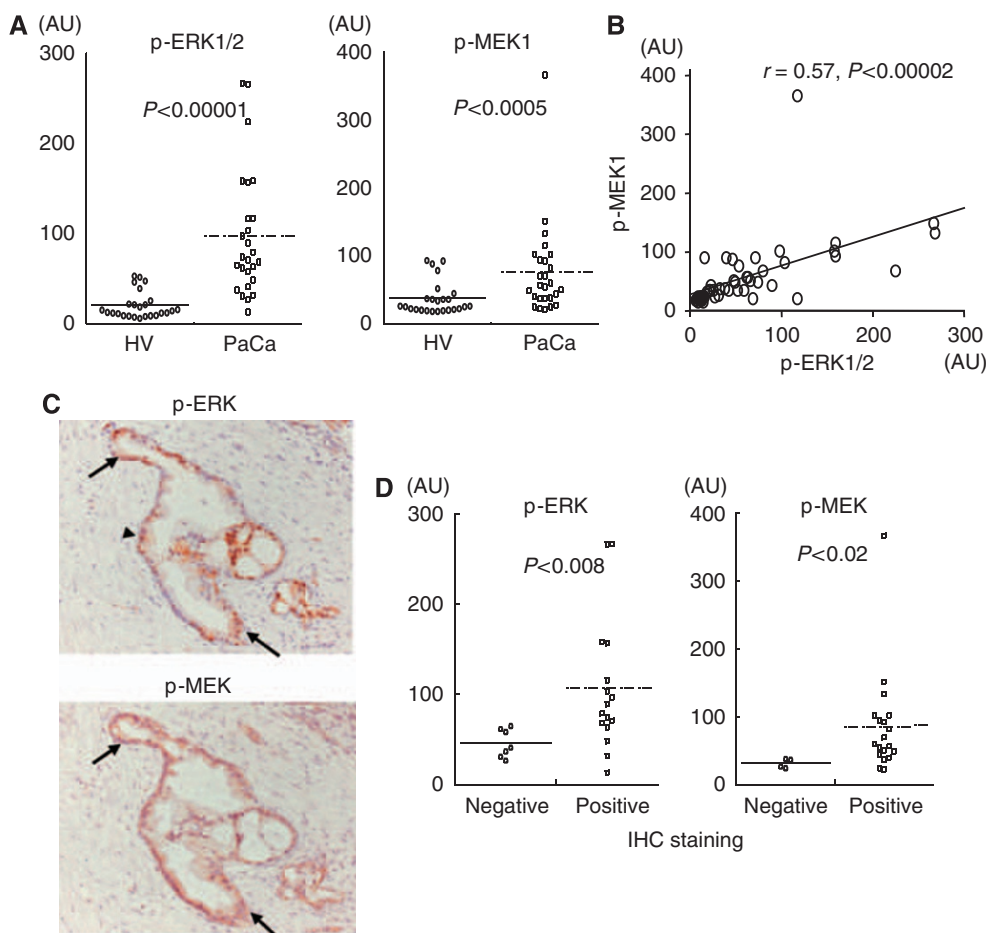 A (AU) p-ERK1/2
300
200
100
0
P<0.00001
HV PaCa
(AU) p-MEK1
400
300
200
100
0
P<0.0005
HV PaCa
B (AU)
r = 0.57, P<0.00002
p-MEK1
400
300
200
100
0
0 100 200 300
p-ERK1/2 (AU)
C p-ERK
p-MEK
D (AU) p-ERK
300
200
100
0
P<0.008
Negative Positive
(AU) p-MEK
400
300
200
100
0
P<0.02
Negative Positive
IHC staining